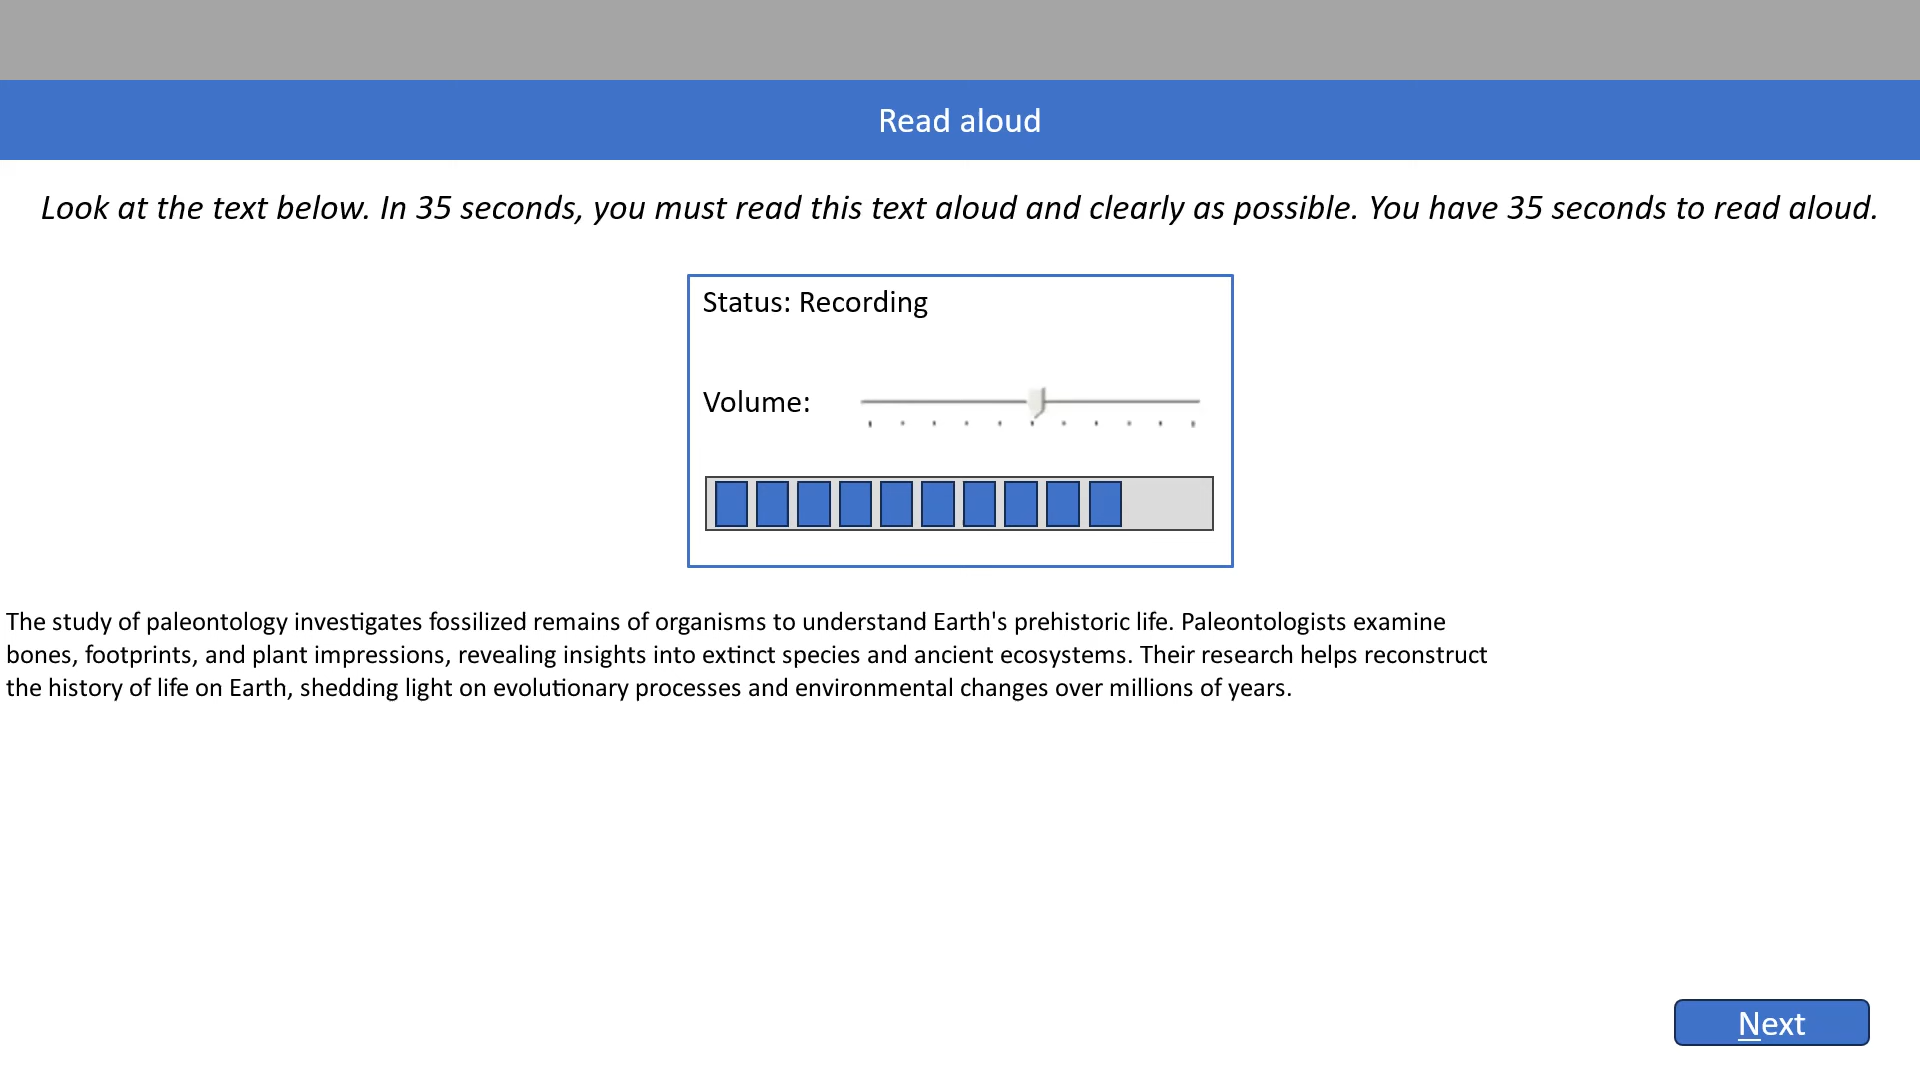 Read aloud
Look at the text below. In 35 seconds, you must read this text aloud and clearly as possible. You have 35 seconds to read aloud.
Status: Recording
Volume:
The study of paleontology investigates fossilized remains of organisms to understand Earth's prehistoric life. Paleontologists examine
bones, footprints, and plant impressions, revealing insights into extinct species and ancient ecosystems. Their research helps reconstruct
the history of life on Earth, shedding light on evolutionary processes and environmental changes over millions of years.
Next